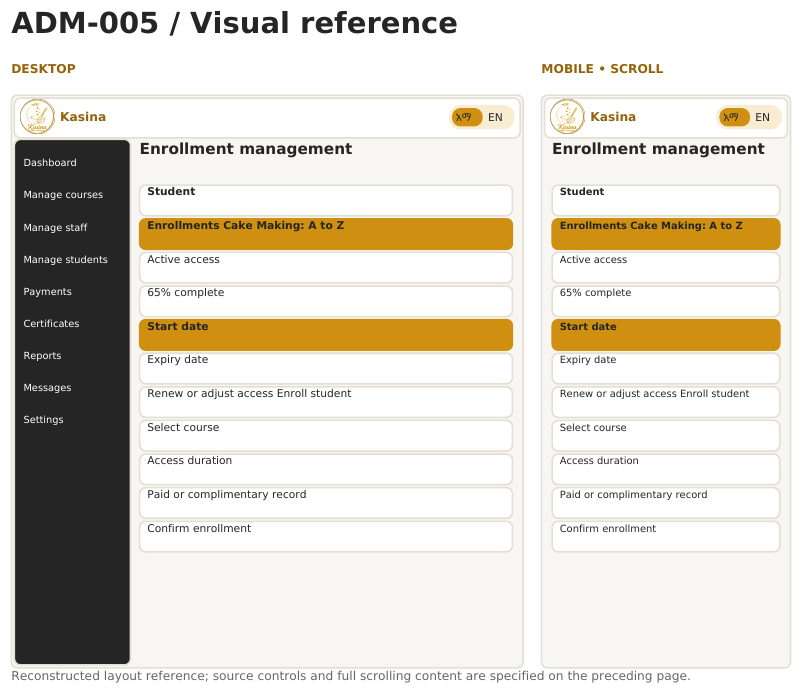 ADM-005 / Visual reference
DESKTOP
Kasina
Kasina
አማ EN
Dashboard
Manage courses
Manage staff
Manage students
Payments
Certificates
Reports
Messages
Settings
Enrollment management
Student
Enrollments Cake Making: A to Z
Active access
65% complete
Start date
Expiry date
Renew or adjust access Enroll student
Select course
Access duration
Paid or complimentary record
Confirm enrollment
MOBILE • SCROLL
Kasina
Kasina
አማ EN
Enrollment management
Student
Enrollments Cake Making: A to Z
Active access
65% complete
Start date
Expiry date
Renew or adjust access Enroll student
Select course
Access duration
Paid or complimentary record
Confirm enrollment
Reconstructed layout reference; source controls and full scrolling content are specified on the preceding page.